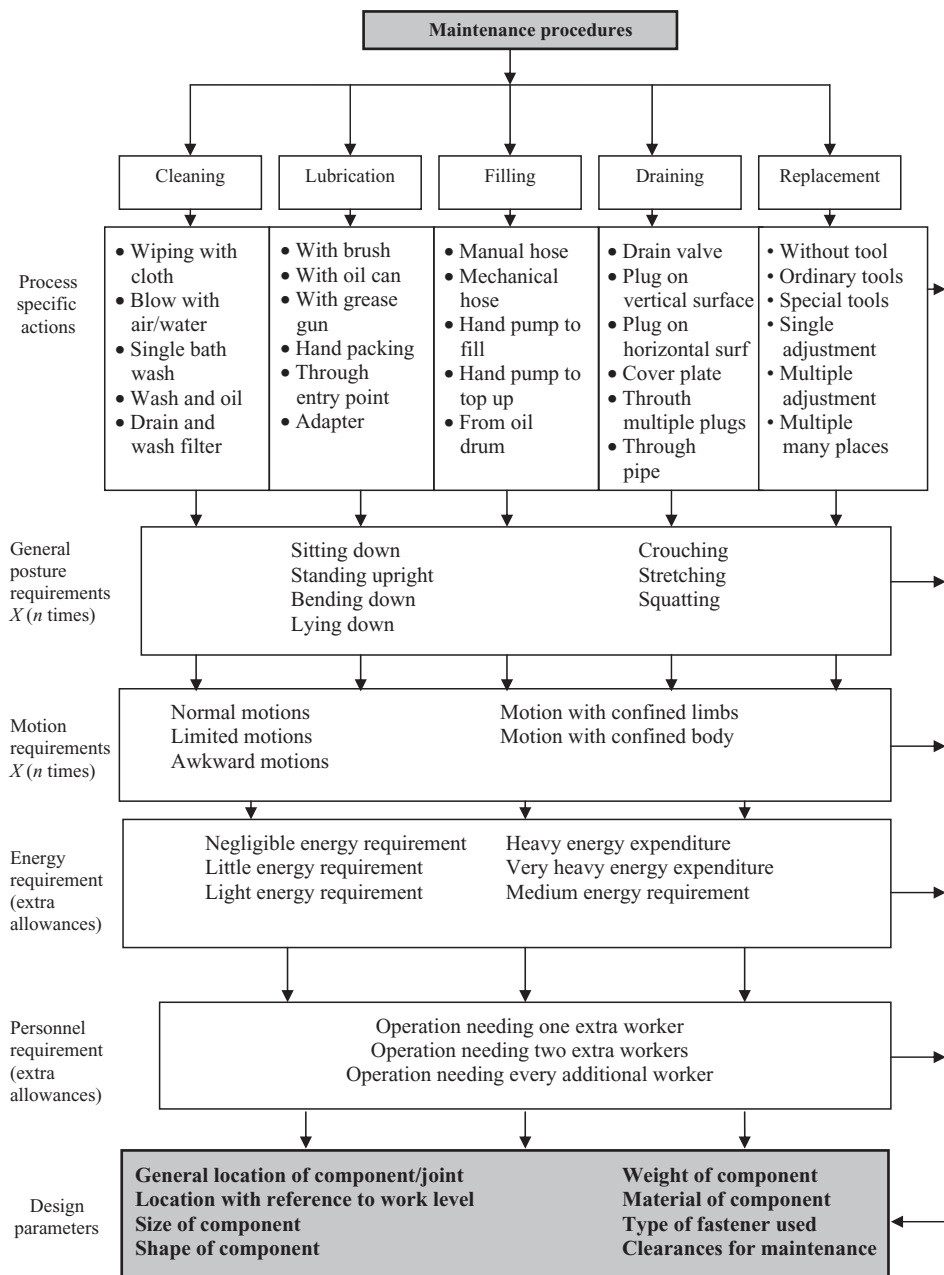 Maintenance procedures
Cleaning
Lubrication
Filling
Draining
Replacement
Process
specific
actions
• Wiping with
cloth
• Blow with
air/water
• Single bath
wash
• Wash and oil
• Drain and
wash filter
• With brush
• With oil can
• With grease
gun
• Hand packing
• Through
entry point
• Adapter
• Manual hose
• Mechanical
hose
• Hand pump to
fill
• Hand pump to
top up
• From oil
drum
• Drain valve
• Plug on
vertical surface
• Plug on
horizontal surf
• Cover plate
• Throuth
multiple plugs
• Through
pipe
• Without tool
• Ordinary tools
• Special tools
• Single
adjustment
• Multiple
adjustment
• Multiple
many places
General
posture
requirements
X (n times)
Sitting down
Standing upright
Bending down
Lying down
Crouching
Stretching
Squatting
Motion
requirements
X (n times)
Normal motions
Limited motions
Awkward motions
Motion with confined limbs
Motion with confined body
Energy
requirement
(extra
allowances)
Negligible energy requirement
Little energy requirement
Light energy requirement
Heavy energy expenditure
Very heavy energy expenditure
Medium energy requirement
Personnel
requirement
(extra
allowances)
Operation needing one extra worker
Operation needing two extra workers
Operation needing every additional worker
Design
parameters
General location of component/joint
Location with reference to work level
Size of component
Shape of component
Weight of component
Material of component
Type of fastener used
Clearances for maintenance